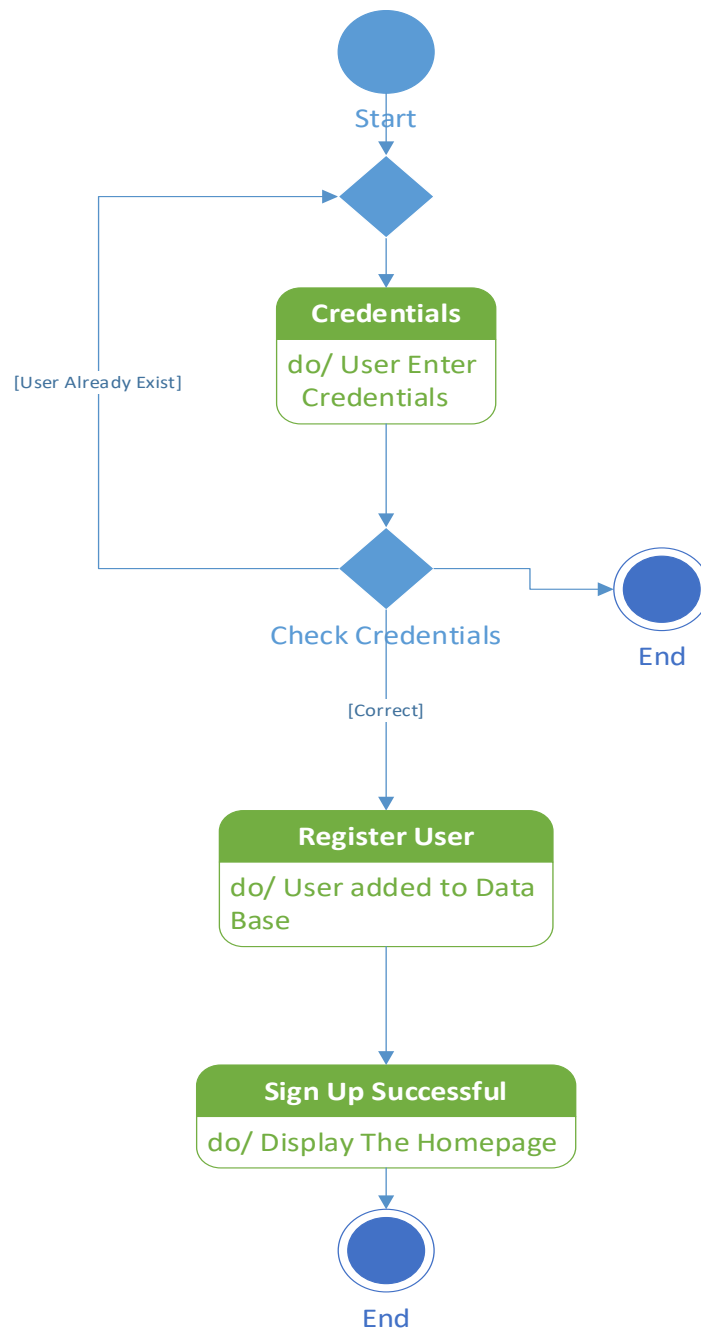 Start
Credentials
do/ User Enter
Credentials
[User Already Exist]
Check Credentials
End
[Correct]
Register User
do/ User added to Data
Base
Sign Up Successful
do/ Display The Homepage
End